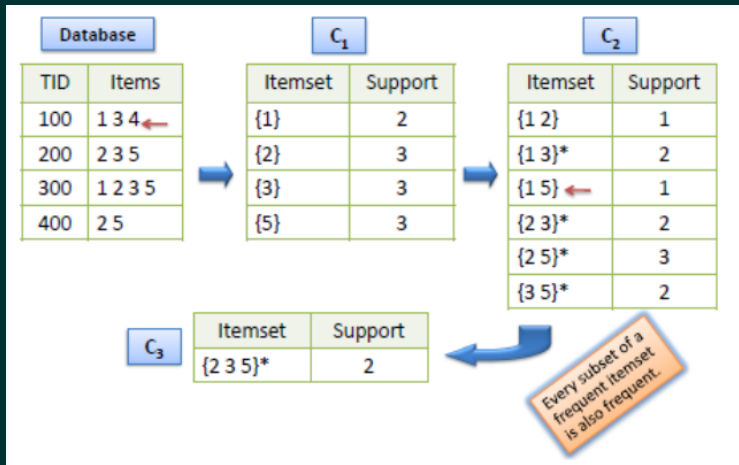 Database
TID Items
100 1 3 4
200 2 3 5
300 1 2 3 5
400 2 5
C1
Itemset Support
{1} 2
{2} 3
{3} 3
{5} 3
C2
Itemset Support
{1 2} 1
{1 3}* 2
{1 5} 1
{2 3}* 2
{2 5}* 3
{3 5}* 2
C3
Itemset Support
{2 3 5}* 2
Every subset of a
frequent itemset
is also frequent.